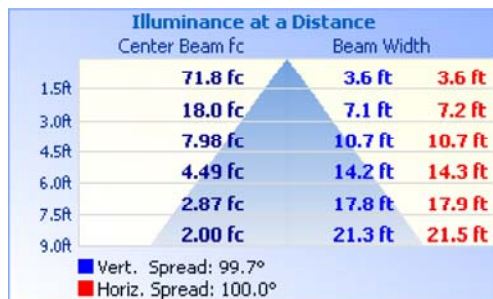 Illuminance at a Distance
Center Beam fc Beam Width
71.8 fc 3.6 ft 3.6 ft
1.5ft
18.0 fc 7.1 ft 7.2 ft
3.0ft
7.98 fc 10.7 ft 10.7 ft
4.5ft
4.49 fc 14.2 ft 14.3 ft
6.0ft
2.87 fc 17.8 ft 17.9 ft
7.5ft
2.00 fc 21.3 ft 21.5 ft
9.0ft
Vert. Spread: 99.7°
Horiz. Spread: 100.0°